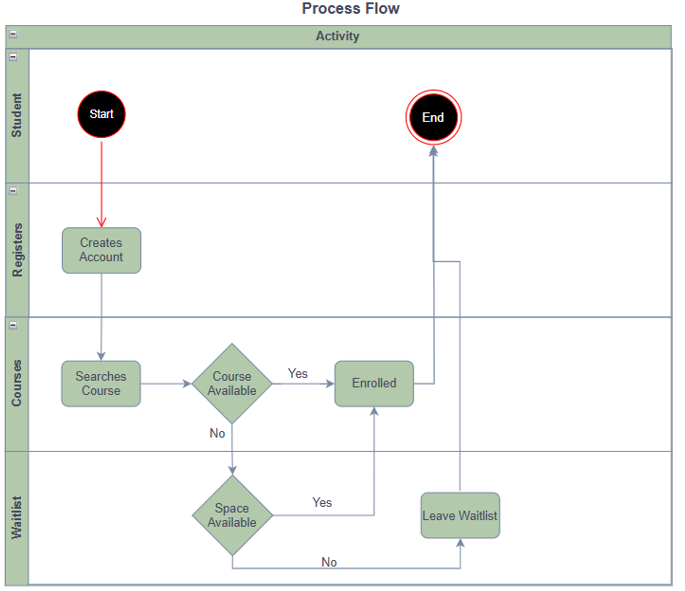 Process Flow
Activity
Student
Start
End
Registers
Creates
Account
Courses
Searches
Course
Course
Available
Yes
Enrolled
No
Waitlist
Space
Available
Yes
Leave Waitlist
No